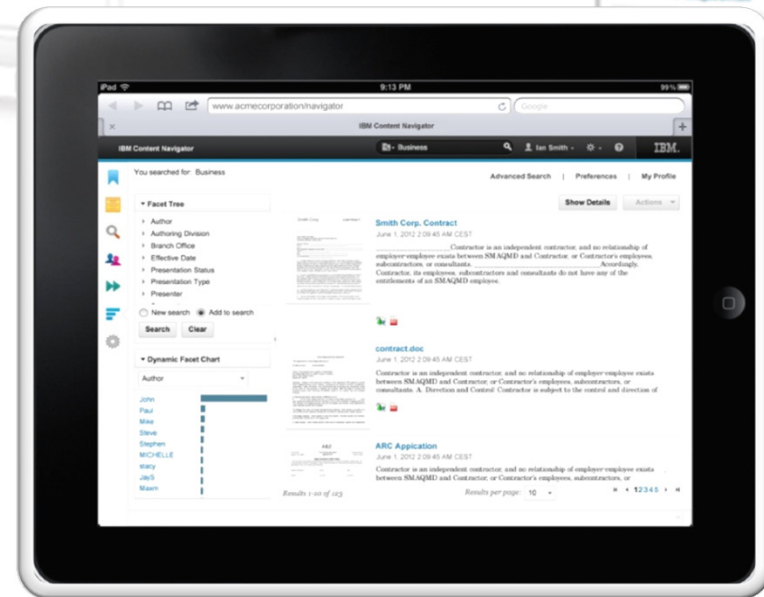 iPad
9:13 PM
99%
www.acmecorporation/navigator
Google
IBM Content Navigator
IBM Content Navigator
Business
Ian Smith
IBM.
You searched for: Business
Advanced Search | Preferences | My Profile
Show Details
Actions
Facet Tree
Author
Authoring Division
Branch Office
Effective Date
Presentation Status
Presentation Type
Presenter
New search
Add to search
Search
Clear
Dynamic Facet Chart
Author
John
Paul
Mike
Steve
Stephen
MICHELLE
stacy
JayS
Maxm
Smith Corp. Contract
June 1, 2012 2:09:45 AM CEST
Contractor is an independent contractor, and no relationship of
employer-employee exists between SMAQMD and Contractor, or Contractor's employees,
subcontractors, or consultants. Acordingly,
Contractor, its employees, subcontractors and consultants do not have any of the
entitlements of an SMAQMD employee.
contract.doc
June 1, 2012 2:09:45 AM CEST
Contractor is an independent contractor, and no relationship of employer-employee exists
between SMAQMD and Contractor, or Contractor's employees, subcontractors, or
consultants. A. Direction and Control: Contractor is subject to the control and direction of
ARC Appication
June 1, 2012 2:09:45 AM CEST
Contractor is an independent contractor, and no relationship of employer-employee exists
between SMAQMD and Contractor, or Contractor's employees, subcontractors, or
Results 1-10 of 123
Results per page: 10
1 2 3 4 5